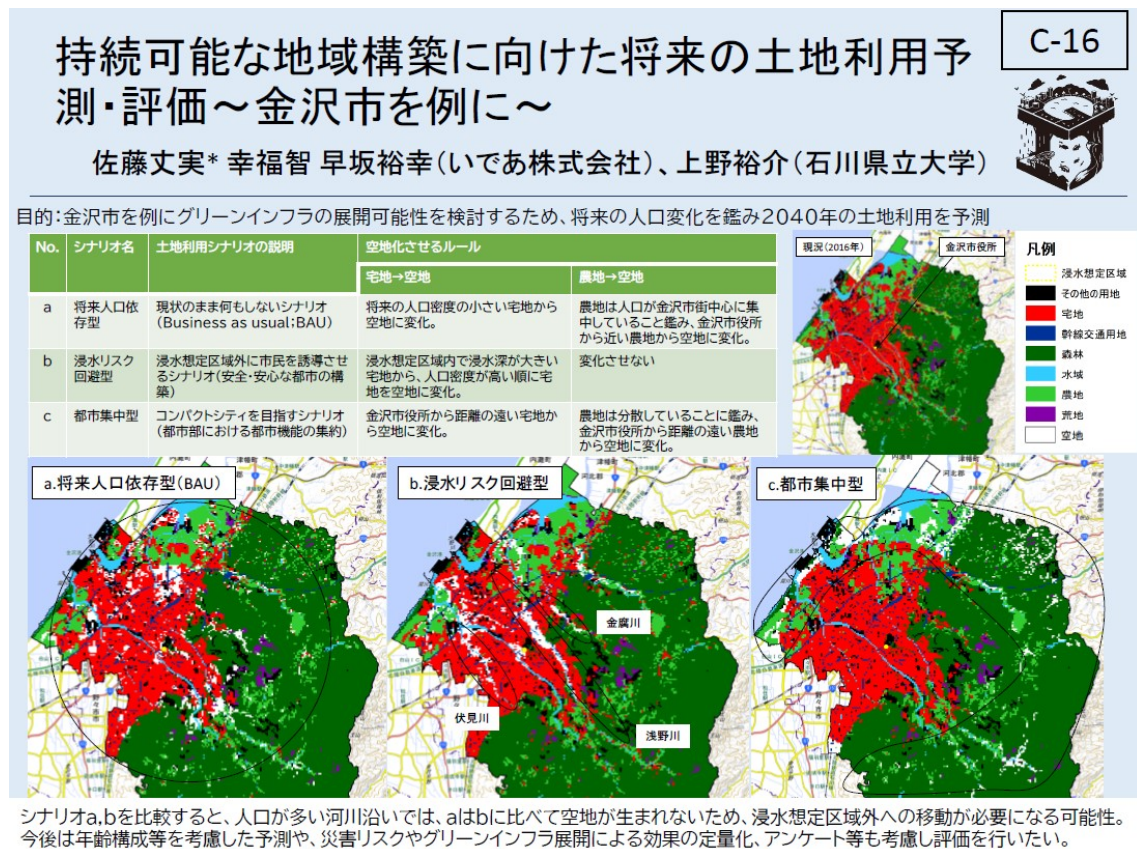 C-16
持続可能な地域構築に向けた将来の土地利用予
測・評価～金沢市を例に～
佐藤丈実* 幸福智 早坂裕幸(いであ株式会社)、上野裕介(石川県立大学)
目的:金沢市を例にグリーンインフラの展開可能性を検討するため、将来の人口変化を鑑み2040年の土地利用を予測
No. シナリオ名 土地利用シナリオの説明 空地化させるルール
宅地→空地 農地→空地
a 将来人口依
存型
現状のまま何もしないシナリオ
(Business as usual;BAU)
将来の人口密度の小さい宅地から
空地に変化。
農地は人口が金沢市街中心に集
中していること鑑み、金沢市役所
から近い農地から空地に変化。
b 浸水リスク
回避型
浸水想定区域外に市民を誘導させ
るシナリオ(安全・安心な都市の構
築)
浸水想定区域内で浸水深が大きい
宅地から、人口密度が高い順に宅
地を空地に変化。
変化させない
c 都市集中型
コンパクトシティを目指すシナリオ
(都市部における都市機能の集約)
金沢市役所から距離の遠い宅地か
ら空地に変化。
農地は分散していることに鑑み、
金沢市役所から距離の遠い農地
から空地に変化。
現況(2016年)
金沢市役所
凡例
浸水想定区域
その他の用地
宅地
幹線交通用地
森林
水域
農地
荒地
空地
a.将来人口依存型(BAU)
b.浸水リスク回避型
金腐川
伏見川
浅野川
c.都市集中型
シナリオa,bを比較すると、人口が多い河川沿いでは、aはbに比べて空地が生まれないため、浸水想定区域外への移動が必要になる可能性。
今後は年齢構成等を考慮した予測や、災害リスクやグリーンインフラ展開による効果の定量化、アンケート等も考慮し評価を行いたい。